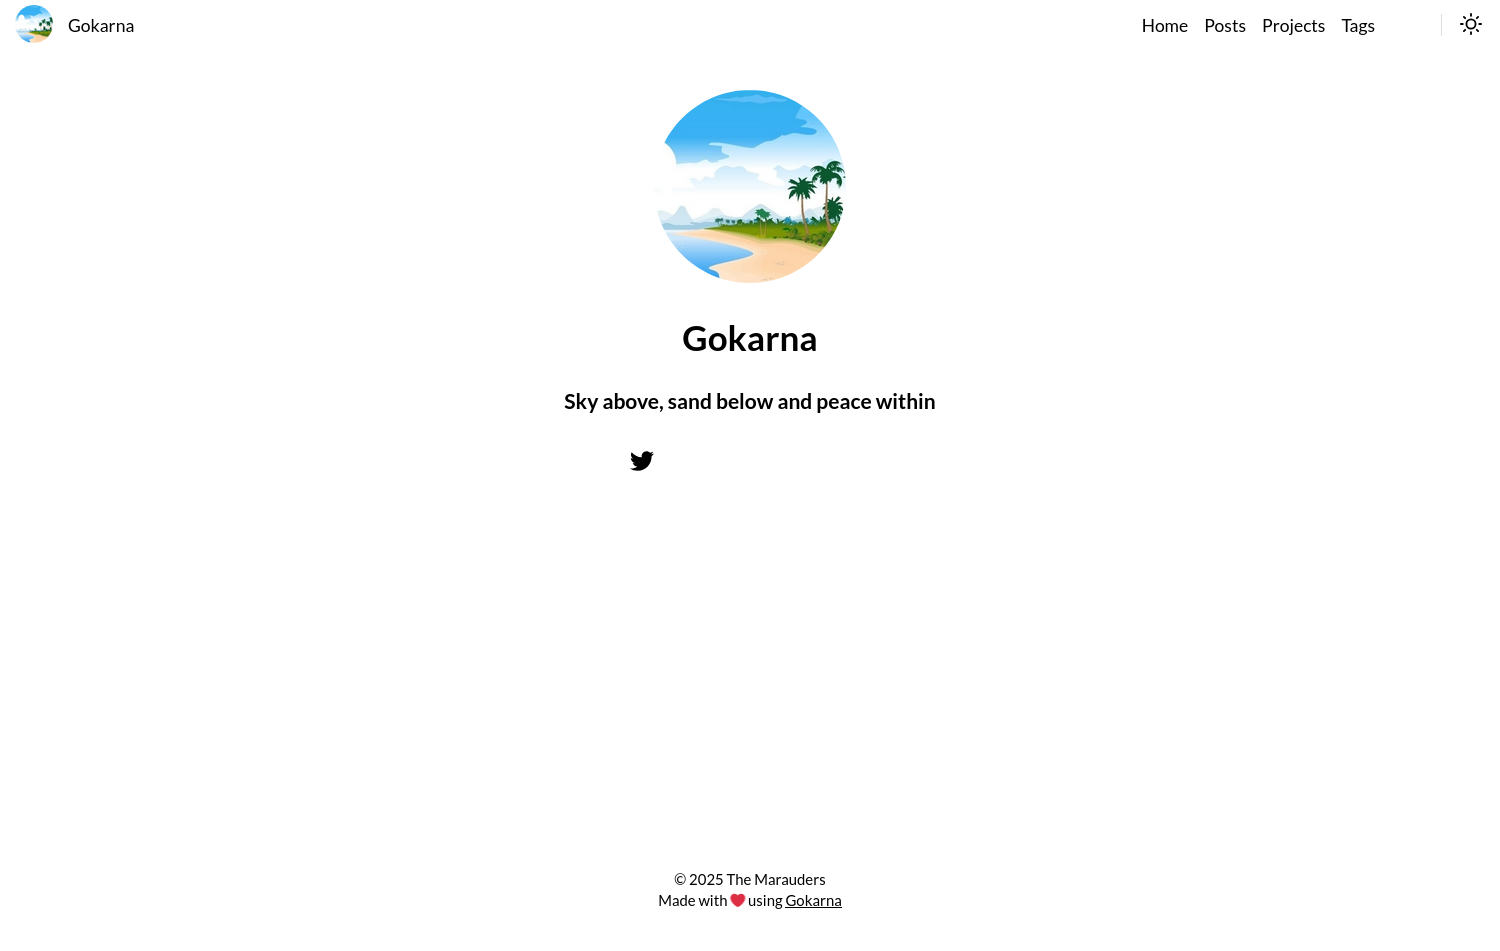 Gokarna
Home Posts Projects Tags
Gokarna
Sky above, sand below and peace within
© 2025 The Marauders
Made with ❤️ using Gokarna